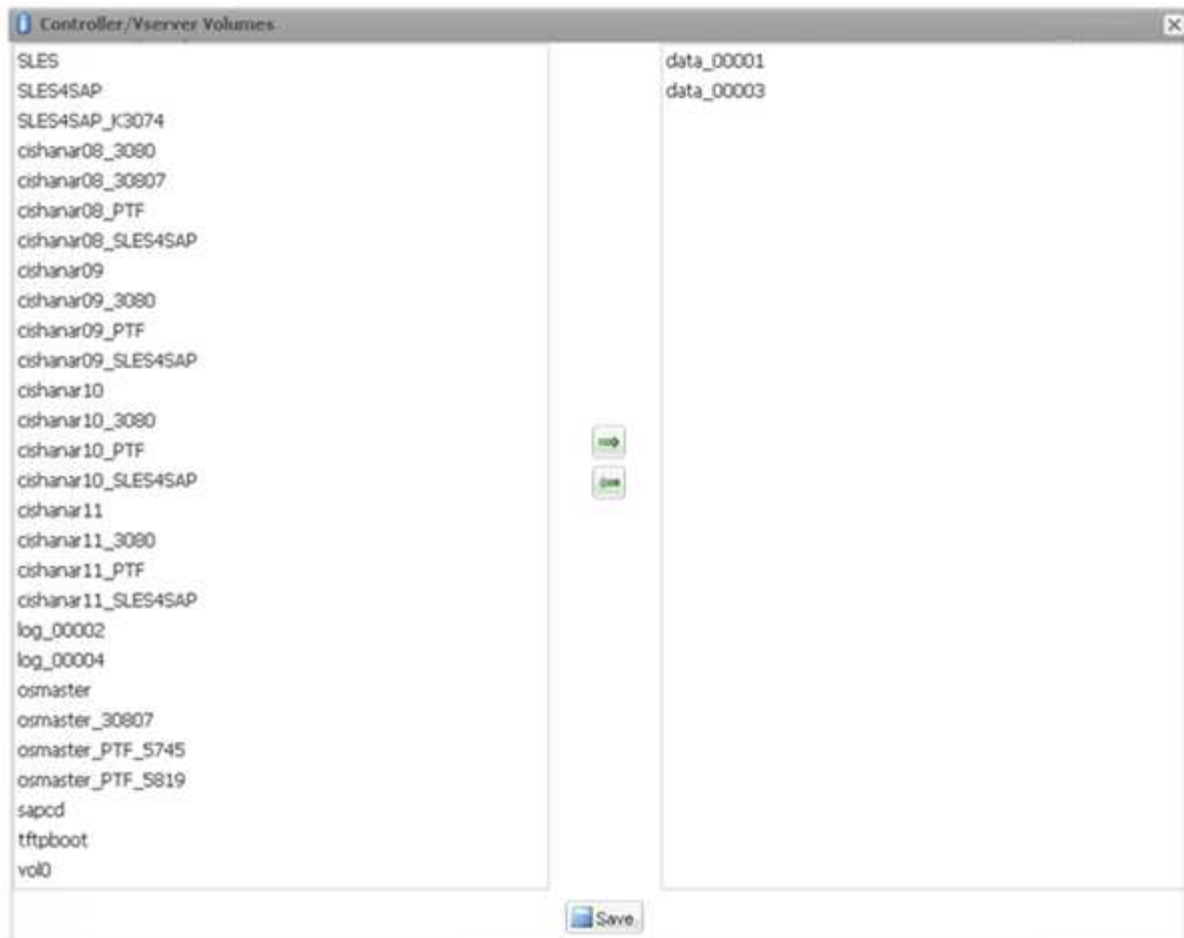 Controller/Vserver Volumes
SLES
SLES4SAP
SLES4SAP_K3074
cishanar08_3080
cishanar08_30807
cishanar08_PTF
cishanar08_SLES4SAP
cishanar09
cishanar09_3080
cishanar09_PTF
cishanar09_SLES4SAP
cishanar10
cishanar10_3080
cishanar10_PTF
cishanar10_SLES4SAP
cishanar11
cishanar11_3080
cishanar11_PTF
cishanar11_SLES4SAP
log_00002
log_00004
osmaster
osmaster_30807
osmaster_PTF_5745
osmaster_PTF_5819
sapcd
tftpboot
vol0
data_00001
data_00003
Save